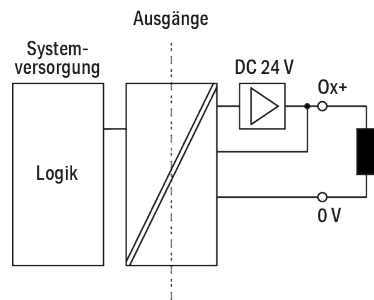 Ausgänge
System-
versorgung
DC 24 V
Ox+
Logik
0 V